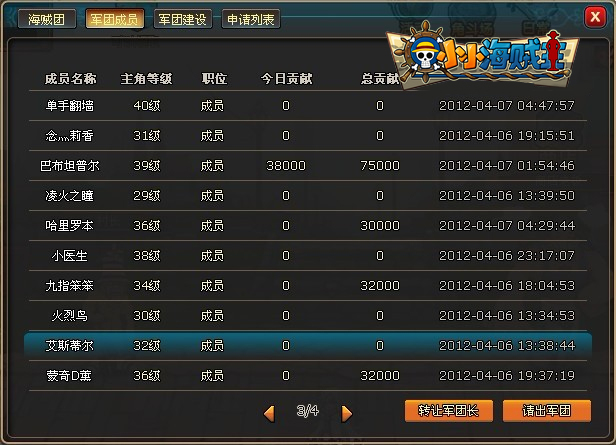 海贼团 军团成员 军团建设 申请列表
小小海贼王
成员名称 主角等级 职位 今日贡献 总贡献
单手翻墙 40级 成员 0 0 2012-04-07 04:47:57
念灬莉香 31级 成员 0 0 2012-04-06 19:15:51
巴布坦普尔 39级 成员 38000 75000 2012-04-07 01:54:46
凌火之瞳 29级 成员 0 0 2012-04-06 13:39:50
哈里罗本 36级 成员 0 30000 2012-04-07 04:29:44
小医生 38级 成员 0 0 2012-04-06 23:17:07
九指笨笨 34级 成员 0 32000 2012-04-06 18:04:53
火烈鸟 30级 成员 0 0 2012-04-06 13:34:53
艾斯蒂尔 32级 成员 0 0 2012-04-06 13:38:44
蒙奇D薰 36级 成员 0 32000 2012-04-06 19:37:19
3/4 转让军团长 请出军团